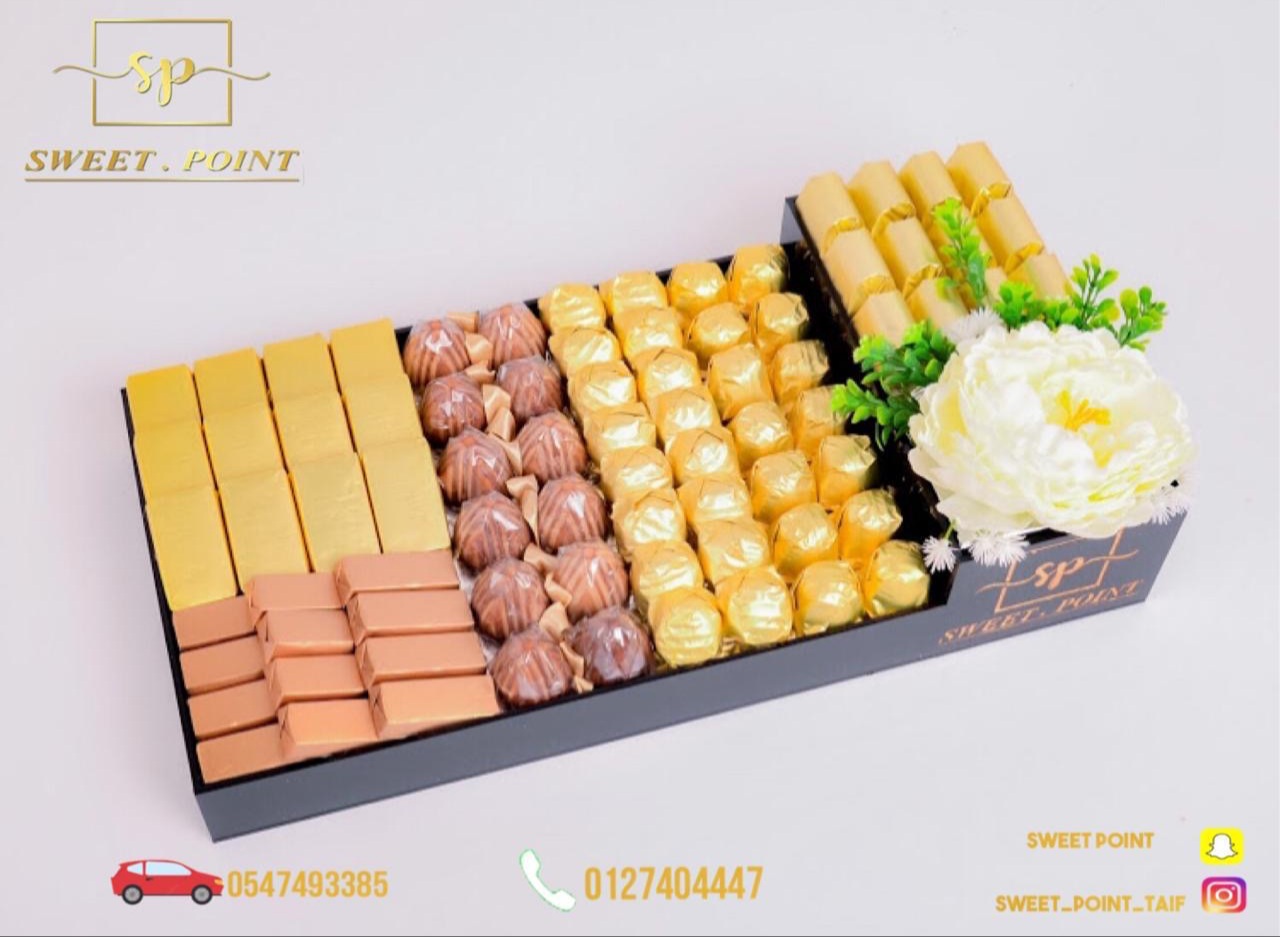 sp
SWEET . POINT
sp
SWEET . POINT
0547493385
0127404447
SWEET POINT
SWEET_POINT_TAIF